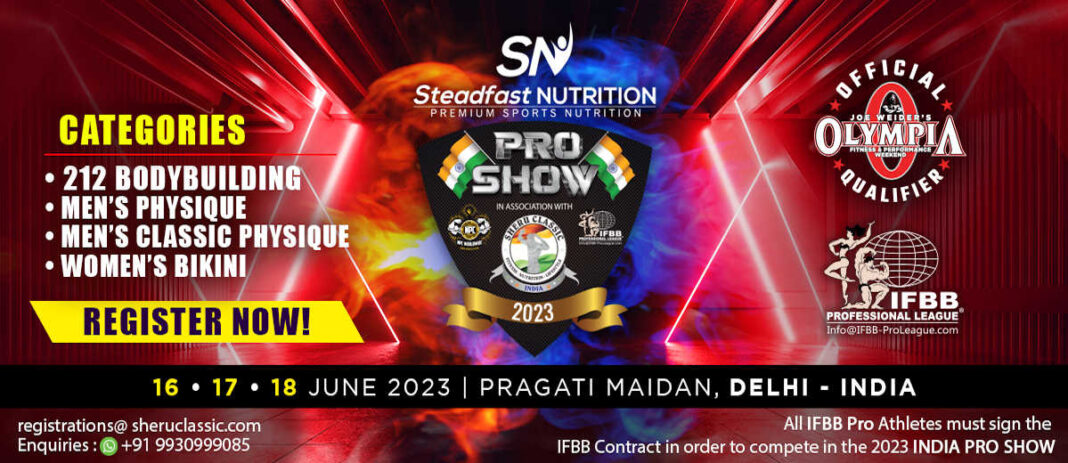 SN
Steadfast NUTRITION
PREMIUM SPORTS NUTRITION
PRO
SHOW
IN ASSOCIATION WITH
NPC
NPC WORLDWIDE
SHERU CLASSIC
INDIA
IFBB
PROFESSIONAL LEAGUE
2023
CATEGORIES
• 212 BODYBUILDING
• MEN'S PHYSIQUE
• MEN'S CLASSIC PHYSIQUE
• WOMEN'S BIKINI
REGISTER NOW!
OFFICIAL
JOE WEIDER'S
OLYMPIA
FITNESS & PERFORMANCE
WEEKEND
QUALIFIER
IFBB
PROFESSIONAL LEAGUE®
Info@IFBB-ProLeague.com
16 • 17 • 18 JUNE 2023 | PRAGATI MAIDAN, DELHI - INDIA
registrations@ sheruclassic.com
Enquiries : +91 9930999085
All IFBB Pro Athletes must sign the
IFBB Contract in order to compete in the 2023 INDIA PRO SHOW